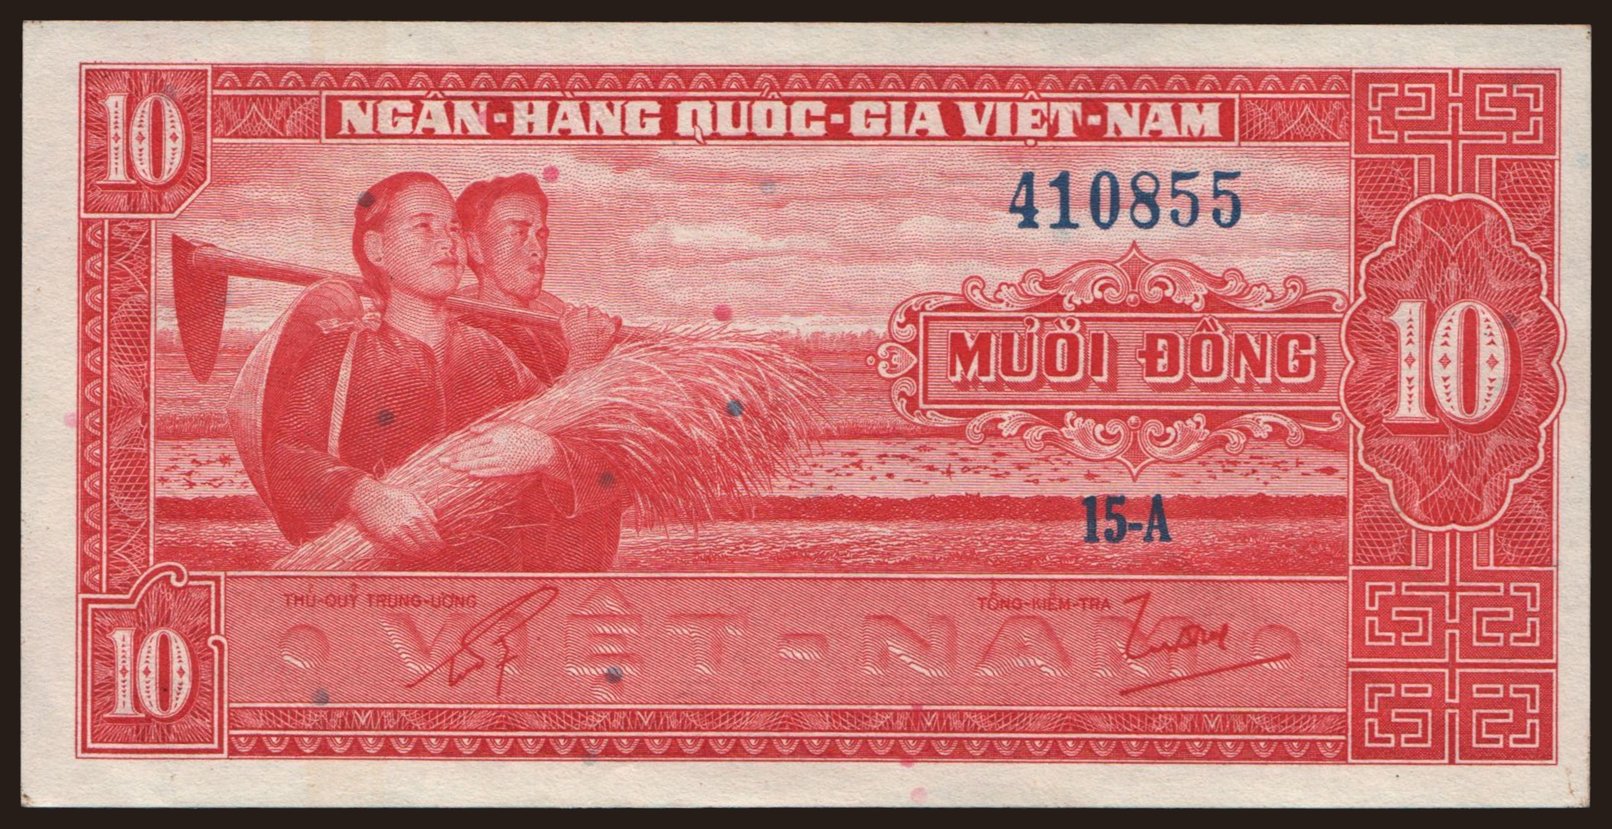 10
NGÂN-HÀNG QUỐC-GIA VIỆT-NAM
410855
MƯỜI ĐỒNG
10
15-A
THỦ-QUỸ TRUNG-ƯƠNG
TỔNG-KIỂM-TRA
VIỆT-NAM
10